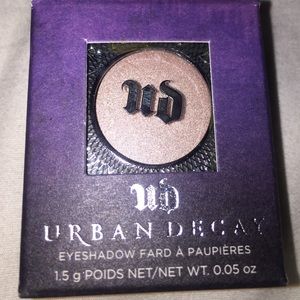 UD
UD
URBAN DECAY
EYESHADOW FARD À PAUPIÈRES
1.5 g POIDS NET/NET WT. 0.05 oz